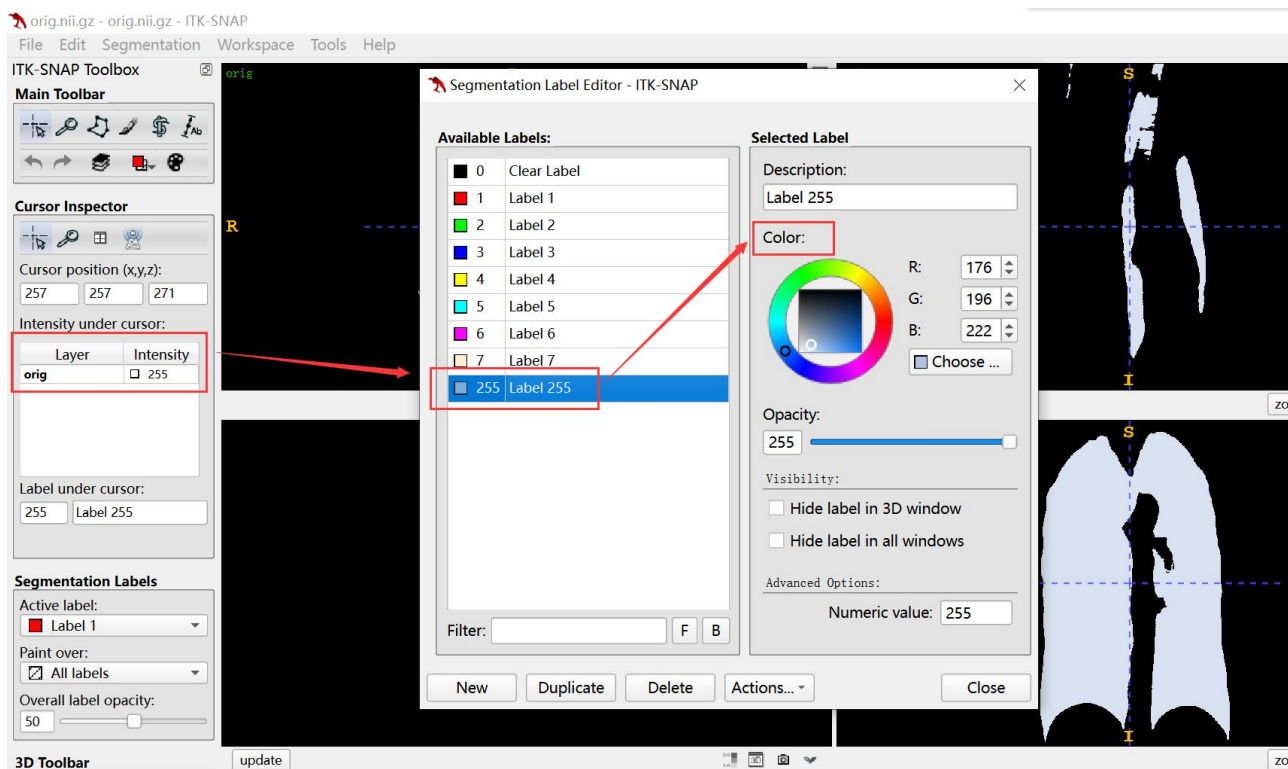 orig.nii.gz - orig.nii.gz - ITK-SNAP
File Edit Segmentation Workspace Tools Help
ITK-SNAP Toolbox
Main Toolbar
Cursor Inspector
Cursor position (x,y,z):
257 257 271
Intensity under cursor:
Layer Intensity
orig 255
Label under cursor:
255 Label 255
Segmentation Labels
Active label:
Label 1
Paint over:
All labels
Overall label opacity:
50
3D Toolbar
orig
R
update
Segmentation Label Editor - ITK-SNAP
Available Labels:
0 Clear Label
1 Label 1
2 Label 2
3 Label 3
4 Label 4
5 Label 5
6 Label 6
7 Label 7
255 Label 255
Filter:
F B
New Duplicate Delete Actions... Close
Selected Label
Description:
Label 255
Color:
R: 176
G: 196
B: 222
Choose ...
Opacity:
255
Visibility:
Hide label in 3D window
Hide label in all windows
Advanced Options:
Numeric value: 255
S
I
zo
S
I
zo
3D